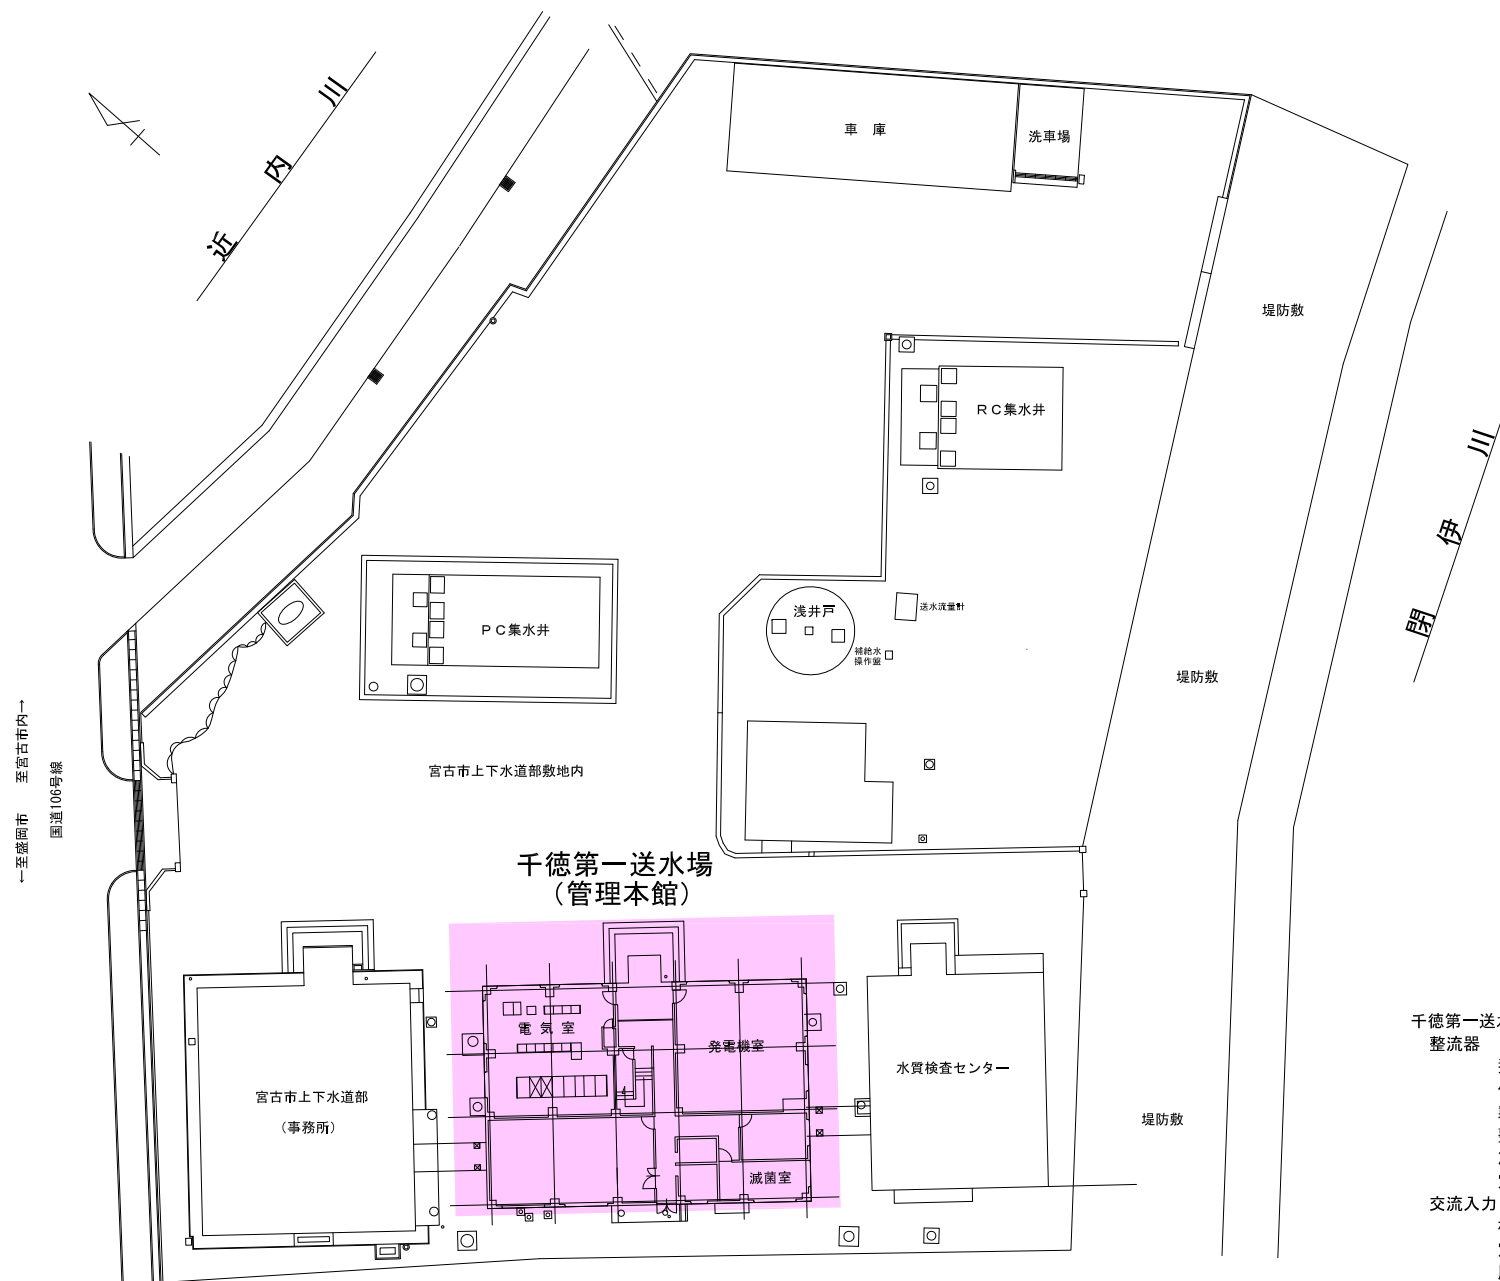 近内川
車 庫
洗車場
堤防敷
RC集水井
閉伊川
PC集水井
浅井戸
送水流量計
補給水
操作盤
堤防敷
←至盛岡市 至宮古市内→
国道106号線
宮古市上下水道部敷地内
千徳第一送水場
(管理本館)
電気室
発電機室
滅菌室
宮古市上下水道部
(事務所)
水質検査センター
堤防敷
千徳第一送
整流器
交流入力